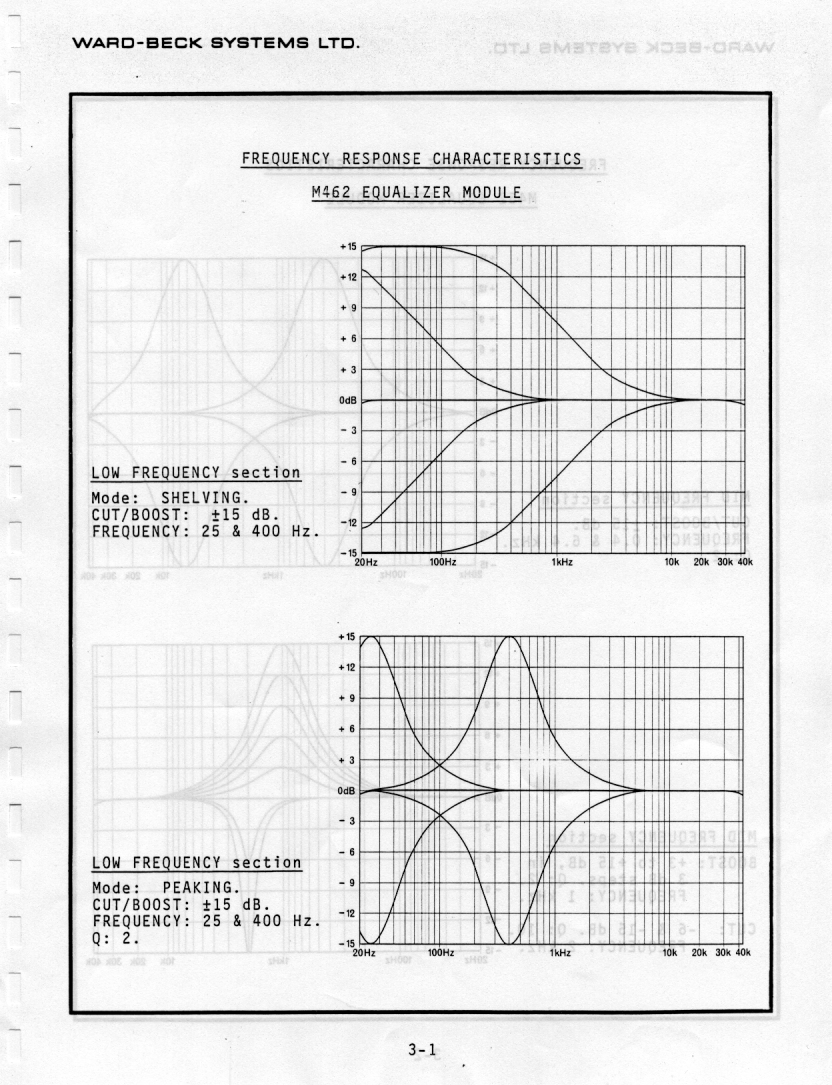 WARD-BECK SYSTEMS LTD.
FREQUENCY RESPONSE CHARACTERISTICS
M462 EQUALIZER MODULE
+15
+12
+ 9
+ 6
+ 3
0dB
- 3
- 6
- 9
-12
-15
20Hz 100Hz 1kHz 10k 20k 30k 40k
LOW FREQUENCY section
Mode: SHELVING.
CUT/BOOST: ±15 dB.
FREQUENCY: 25 & 400 Hz.
+15
+12
+ 9
+ 6
+ 3
0dB
- 3
- 6
- 9
-12
-15
20Hz 100Hz 1kHz 10k 20k 30k 40k
LOW FREQUENCY section
Mode: PEAKING.
CUT/BOOST: ±15 dB.
FREQUENCY: 25 & 400 Hz.
Q: 2.
3-1